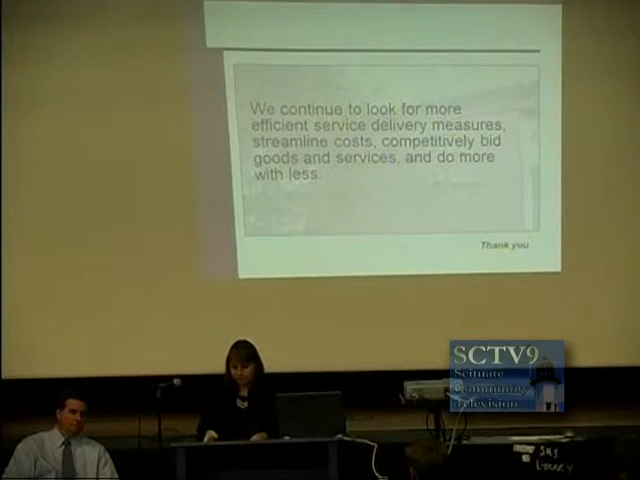 We continue to look for more
efficient service delivery measures,
streamline costs, competitively bid
goods and services, and do more
with less.
Thank you
SCTV9
Scituate
Community
Television
SHS